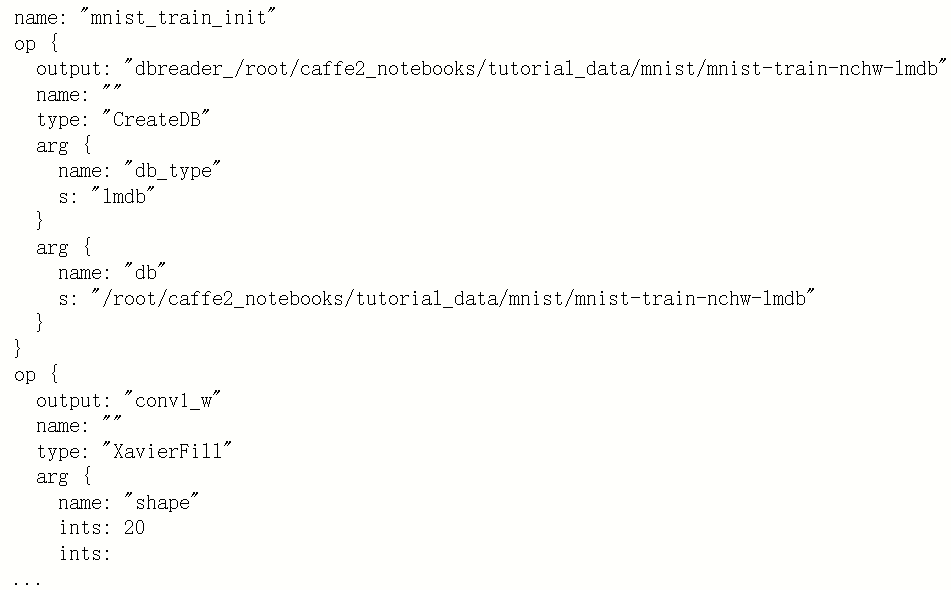 name: "mnist_train_init"
op {
  output: "dbreader_/root/caffe2_notebooks/tutorial_data/mnist/mnist-train-nchw-lmdb"
  name: ""
  type: "CreateDB"
  arg {
    name: "db_type"
    s: "lmdb"
  }
  arg {
    name: "db"
    s: "/root/caffe2_notebooks/tutorial_data/mnist/mnist-train-nchw-lmdb"
  }
}
op {
  output: "conv1_w"
  name: ""
  type: "XavierFill"
  arg {
    name: "shape"
    ints: 20
    ints:
...